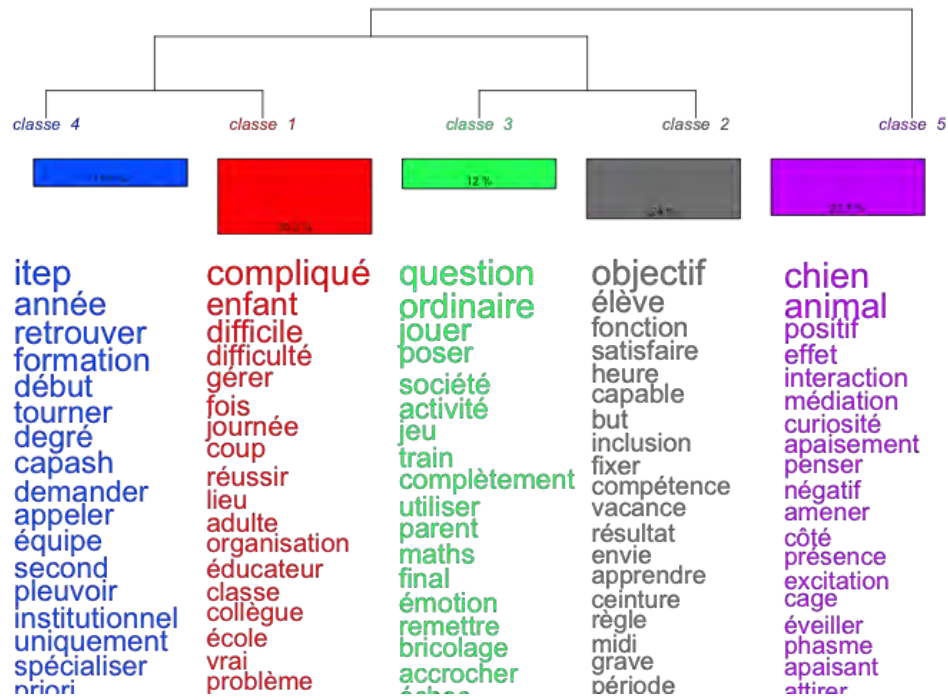 classe 4
classe 1
classe 3
classe 2
classe 5
12 %
24 %
itep
année
retrouver
formation
début
tourner
degré
capash
demander
appeler
équipe
second
pleuvoir
institutionnel
uniquement
spécialiser
priori
compliqué
enfant
difficile
difficulté
gérer
fois
journée
coup
réussir
lieu
adulte
organisation
éducateur
classe
collègue
école
vrai
problème
question
ordinaire
jouer
poser
société
activité
jeu
train
complètement
utiliser
parent
maths
final
émotion
remettre
bricolage
accrocher
objectif
élève
fonction
satisfaire
heure
capable
but
inclusion
fixer
compétence
vacance
résultat
envie
apprendre
ceinture
règle
midi
grave
période
chien
animal
positif
effet
interaction
médiation
curiosité
apaisement
penser
négatif
amener
côté
présence
excitation
cage
éveiller
phasme
apaisant
attirer